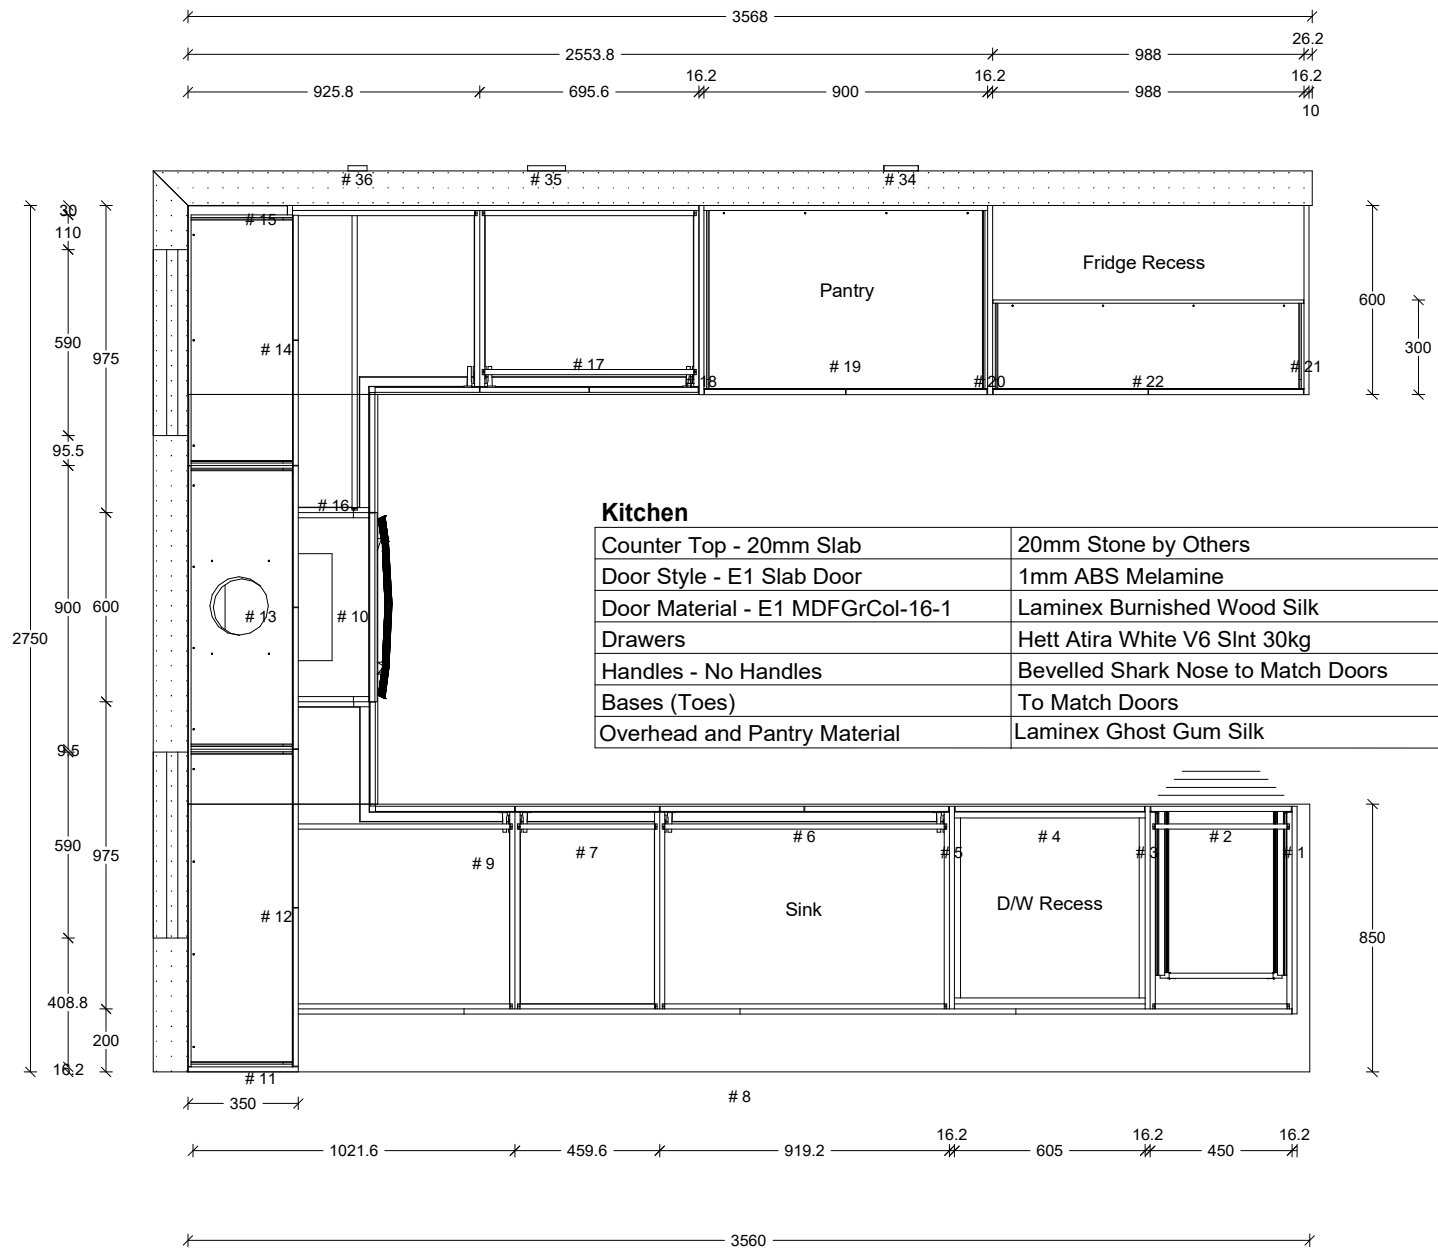 3568
26.2
2553.8 988
16.2 16.2 16.2
925.8 695.6 900 988
10
# 36 # 35 # 34
30
# 15
110
Fridge Recess
Pantry
600
590
975
# 14
300
# 17 # 19 # 21
# 18 # 20 # 22
95.5
# 16
Kitchen
Counter Top - 20mm Slab 20mm Stone by Others
Door Style - E1 Slab Door 1mm ABS Melamine
Door Material - E1 MDFGrCol-16-1 Laminex Burnished Wood Silk
Drawers Hett Atira White V6 Slnt 30kg
Handles - No Handles Bevelled Shark Nose to Match Doors
Bases (Toes) To Match Doors
Overhead and Pantry Material Laminex Ghost Gum Silk
900 600
# 13 # 10
2750
9.5
590
975
# 9 # 7 # 6 # 5 # 4 # 3 # 2 # 1
Sink
D/W Recess
# 12
850
408.8
200
16.2
# 11
350
# 8
16.2 16.2 16.2
1021.6 459.6 919.2 605 450
3560